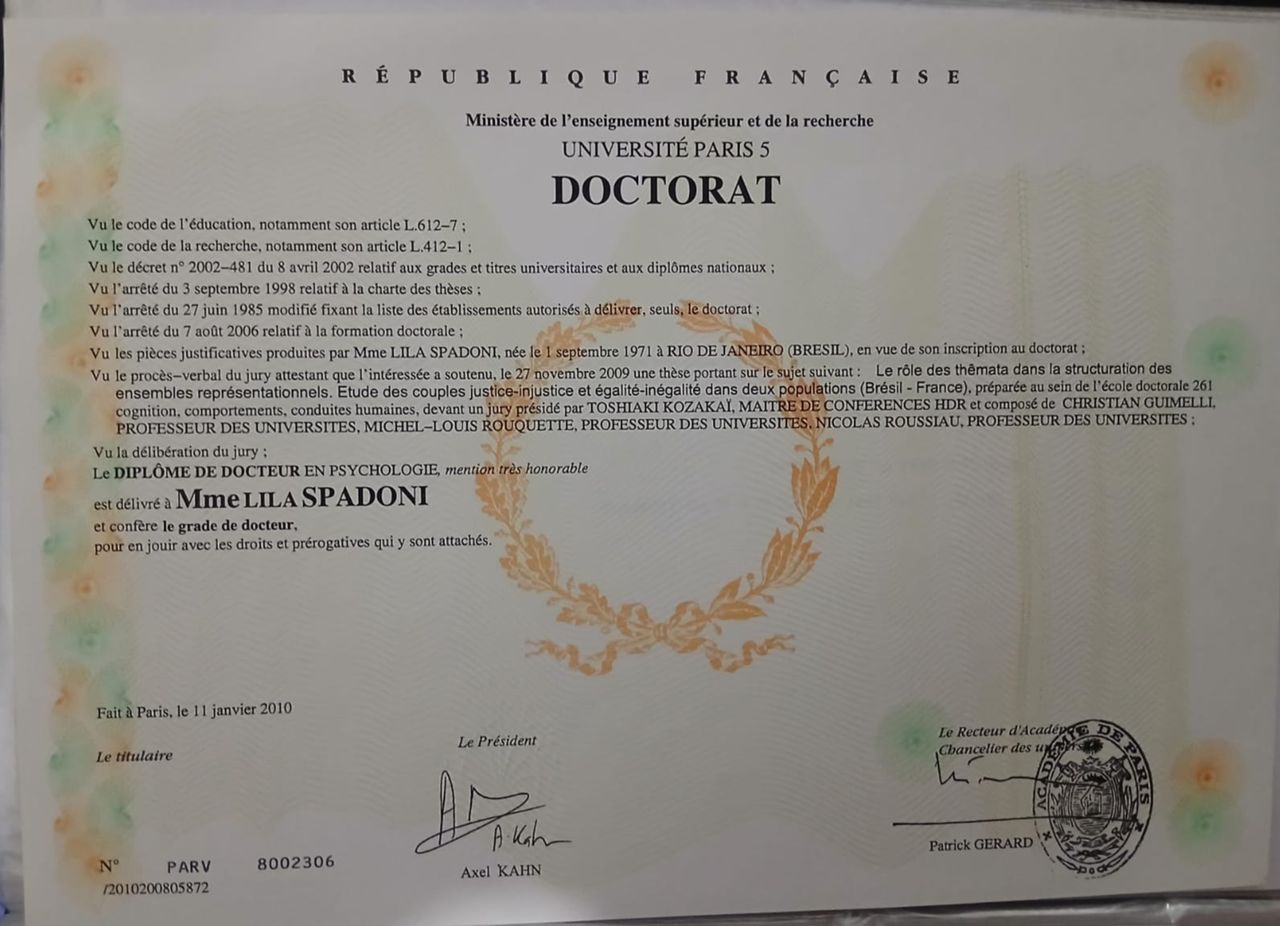 RÉPUBLIQUE FRANÇAISE
Ministère de l'enseignement supérieur et de la recherche
UNIVERSITÉ PARIS 5
DOCTORAT
Vu le code de l'éducation, notamment son article L.612–7 ;
Vu le code de la recherche, notamment son article L.412–1 ;
Vu le décret n° 2002–481 du 8 avril 2002 relatif aux grades et titres universitaires et aux diplômes nationaux ;
Vu l'arrêté du 3 septembre 1998 relatif à la charte des thèses ;
Vu l'arrêté du 27 juin 1985 modifié fixant la liste des établissements autorisés à délivrer, seuls, le doctorat ;
Vu l'arrêté du 7 août 2006 relatif à la formation doctorale ;
Vu les pièces justificatives produites par Mme LILA SPADONI, née le 1 septembre 1971 à RIO DE JANEIRO (BRESIL), en vue de son inscription au doctorat ;
Vu le procès–verbal du jury attestant que l'intéressée a soutenu, le 27 novembre 2009 une thèse portant sur le sujet suivant : Le rôle des thêmata dans la structuration des
ensembles représentationnels. Etude des couples justice-injustice et égalité-inégalité dans deux populations (Brésil - France), préparée au sein de l'école doctorale 261
cognition, comportements, conduites humaines, devant un jury présidé par TOSHIAKI KOZAKAÏ, MAITRE DE CONFERENCES HDR et composé de CHRISTIAN GUIMELLI,
PROFESSEUR DES UNIVERSITES, MICHEL–LOUIS ROUQUETTE, PROFESSEUR DES UNIVERSITES, NICOLAS ROUSSIAU, PROFESSEUR DES UNIVERSITES ;
Vu la délibération du jury ;
Le DIPLÔME DE DOCTEUR EN PSYCHOLOGIE, mention très honorable
est délivré à Mme LILA SPADONI
et confère le grade de docteur,
pour en jouir avec les droits et prérogatives qui y sont attachés.
Fait à Paris, le 11 janvier 2010
Le titulaire
Le Président
Le Recteur d'Académie
Chancelier des
ACADÉMIE DE PARIS
A. Kahn
Axel KAHN
Patrick GERARD
N° PARV 8002306
/2010200805872